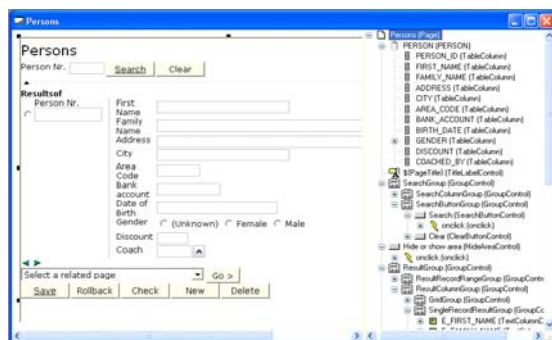 Persons
Persons
Person Nr.
Search
Clear
Resultsof
Person Nr.
First
Name
Family
Name
Address
City
Area
Code
Bank
account
Date of
Birth
Gender
(Unknown)
Female
Male
Discount
Coach
Select a related page
Go >
Save
Rollback
Check
New
Delete
Persons (Page)
PERSON (PERSON)
PERSON_ID (TableColumn)
FIRST_NAME (TableColumn)
FAMILY_NAME (TableColumn)
ADDRESS (TableColumn)
CITY (TableColumn)
AREA_CODE (TableColumn)
BANK_ACCOUNT (TableColumn)
BIRTH_DATE (TableColumn)
GENDER (TableColumn)
DISCOUNT (TableColumn)
COACHED_BY (TableColumn)
$(PageTitle) (TitleLabelControl)
SearchGroup (GroupControl)
SearchColumnGroup (GroupControl)
SearchButtonGroup (GroupControl)
Search (SearchButtonControl)
onclick (onclick)
Clear (ClearButtonControl)
Hide or show area (HideAreaControl)
onclick (onclick)
ResultGroup (GroupControl)
ResultRecordRangeGroup (GroupContr
ResultColumnGroup (GroupControl)
GridGroup (GroupControl)
SingleRecordResultGroup (GroupCc
E_FIRST_NAME (TextColumnC